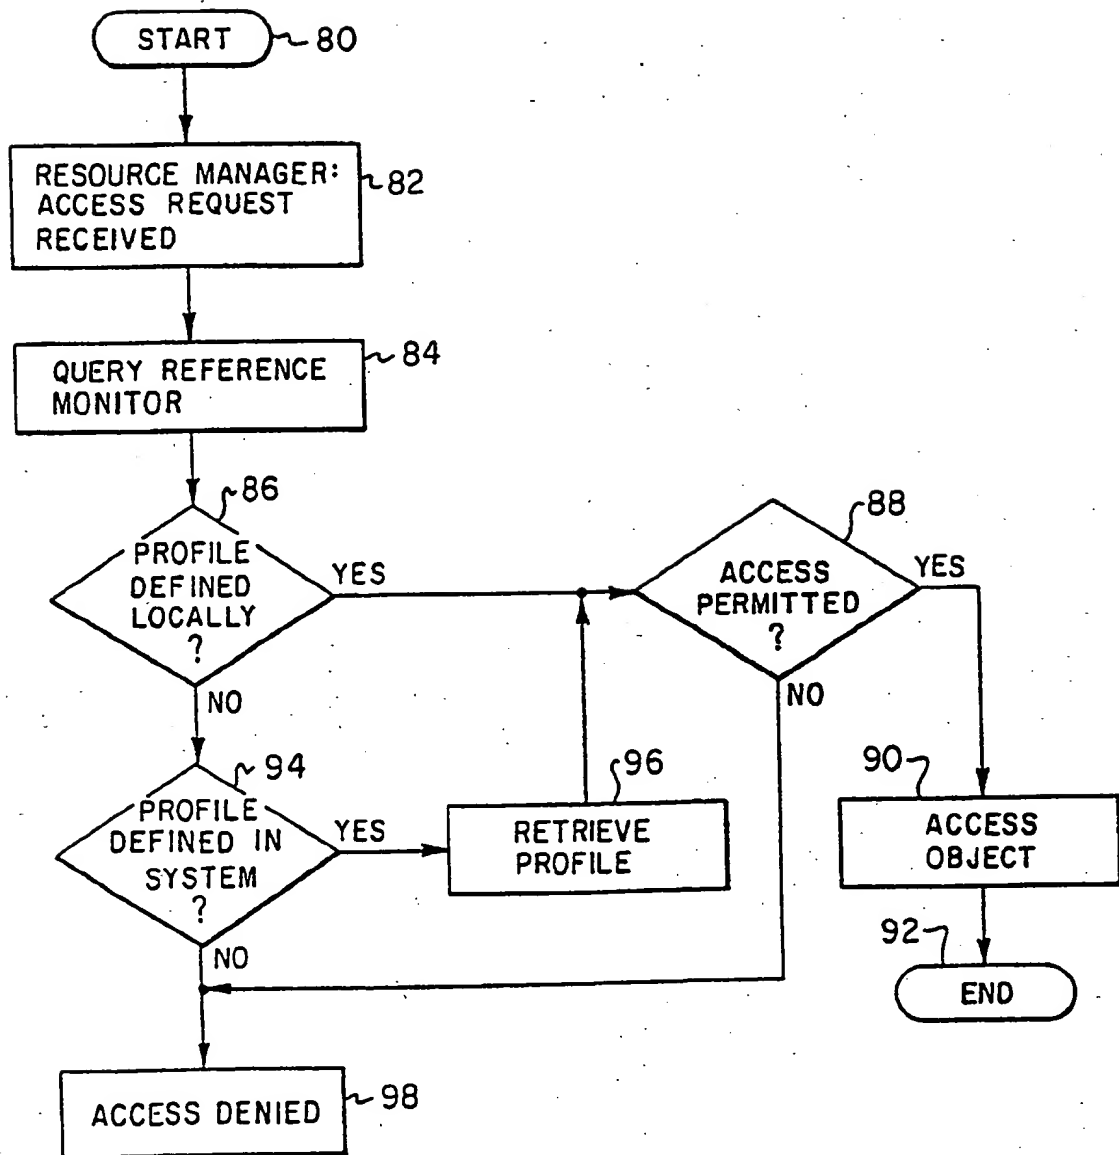 START
80
RESOURCE MANAGER:
ACCESS REQUEST
RECEIVED
82
QUERY REFERENCE
MONITOR
84
86
PROFILE
DEFINED
LOCALLY
?
YES
NO
88
ACCESS
PERMITTED
?
YES
NO
94
PROFILE
DEFINED IN
SYSTEM
?
YES
NO
96
RETRIEVE
PROFILE
90
ACCESS
OBJECT
92
END
ACCESS DENIED
98